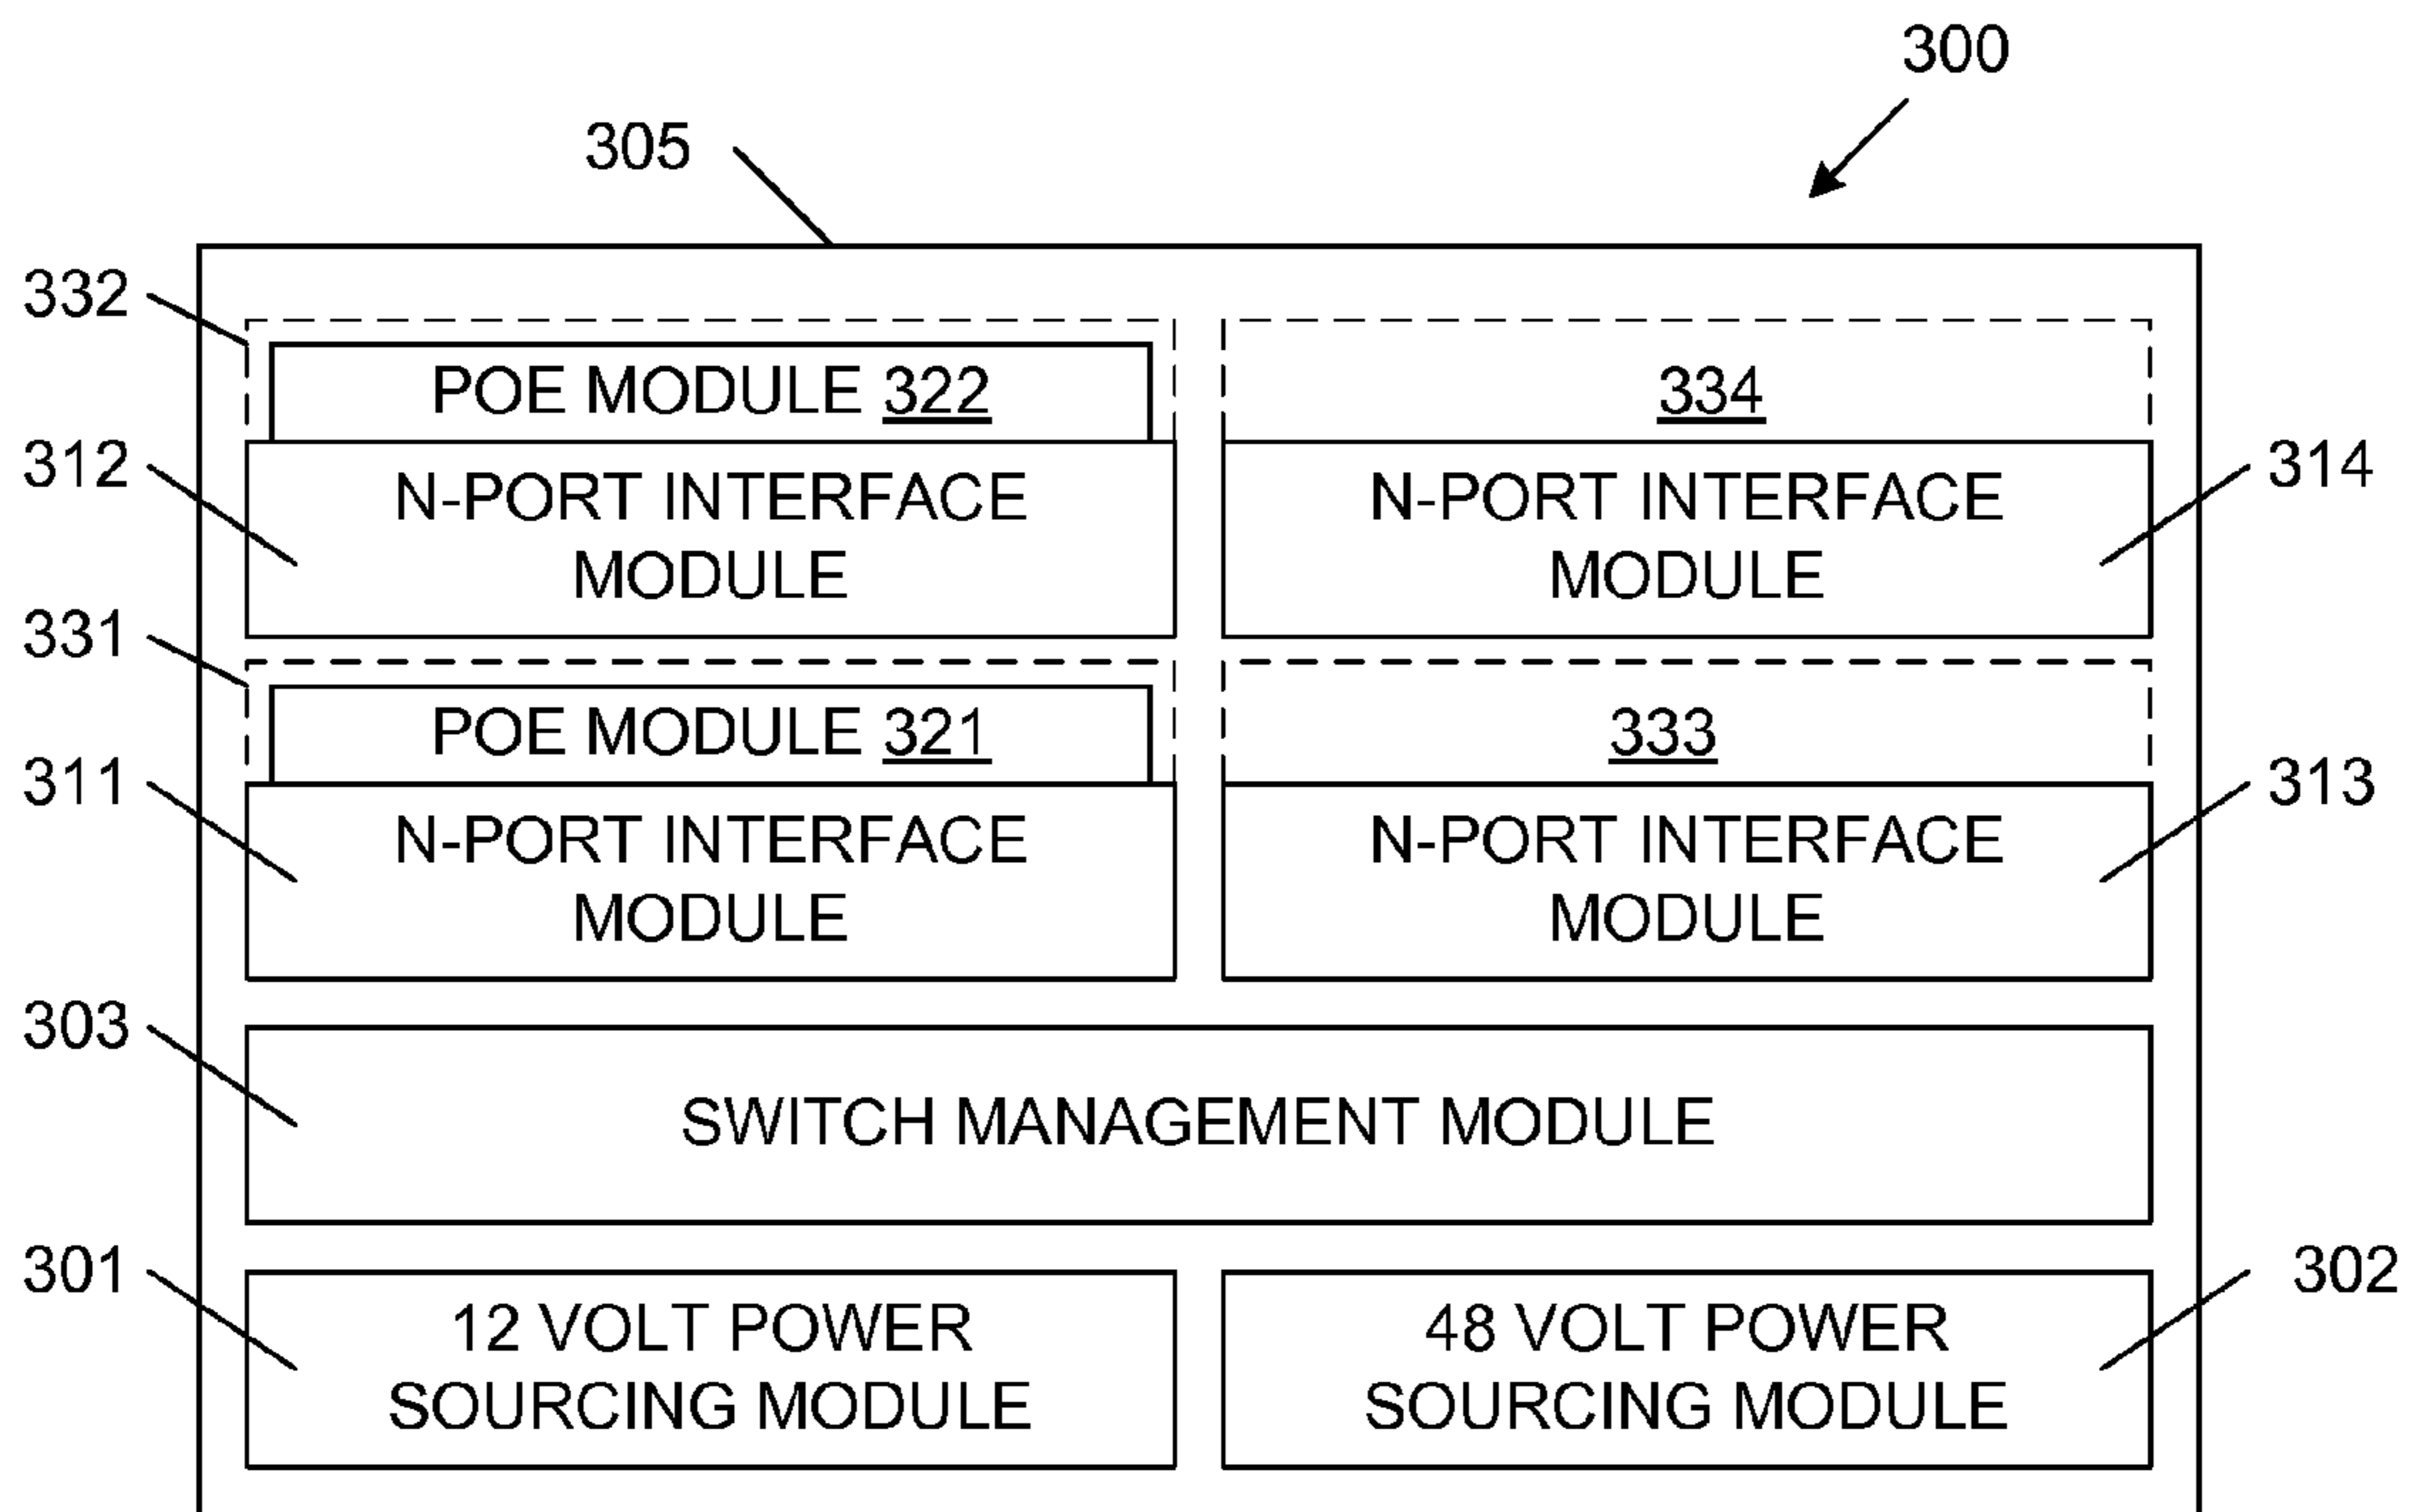 300
305
332
POE MODULE 322
334
312
N-PORT INTERFACE
MODULE
N-PORT INTERFACE
MODULE
314
331
POE MODULE 321
333
311
N-PORT INTERFACE
MODULE
N-PORT INTERFACE
MODULE
313
303
SWITCH MANAGEMENT MODULE
301
12 VOLT POWER
SOURCING MODULE
48 VOLT POWER
SOURCING MODULE
302